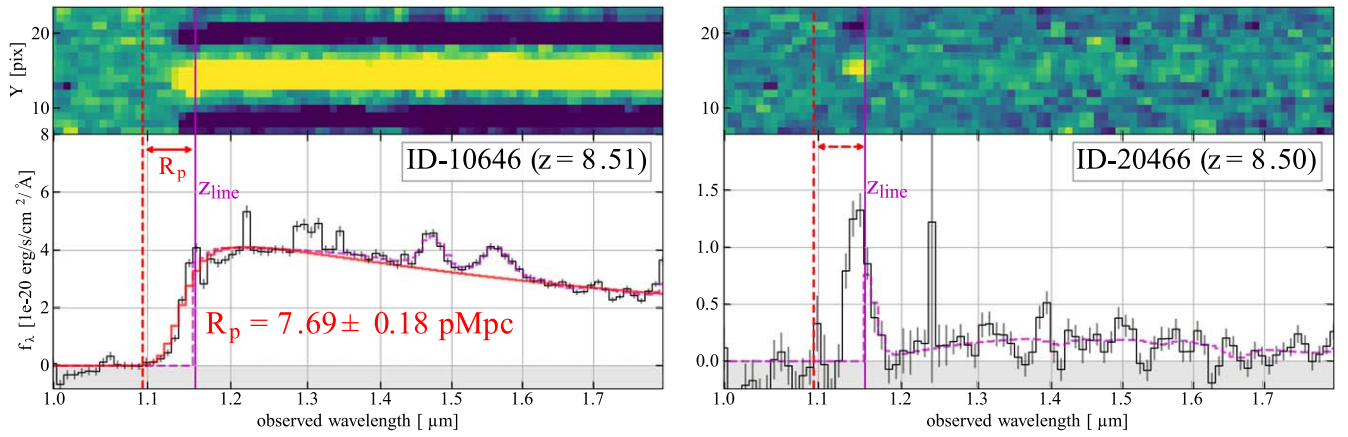 20
10
Y [pix]
8
6
4
2
0
f_λ [1e-20 erg/s/cm²/Å]
R_p
z_line
ID-10646 (z = 8.51)
R_p = 7.69 ± 0.18 pMpc
1.0 1.1 1.2 1.3 1.4 1.5 1.6 1.7
observed wavelength [ μm]
20
10
1.5
1.0
0.5
0.0
z_line
ID-20466 (z = 8.50)
1.0 1.1 1.2 1.3 1.4 1.5 1.6 1.7
observed wavelength [ μm]